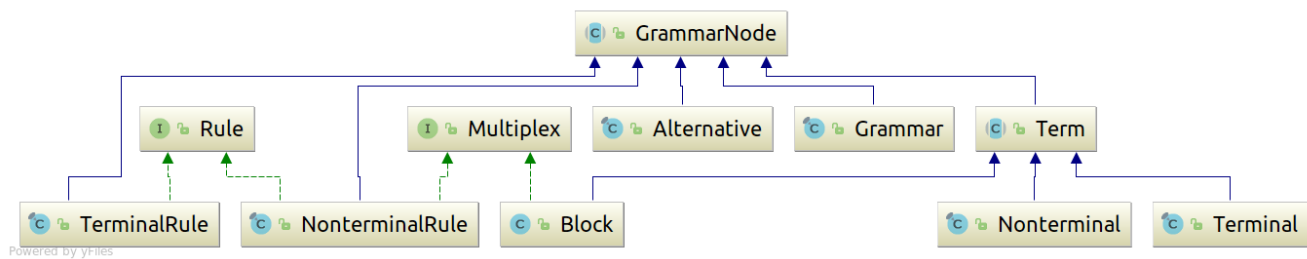 C GrammarNode
I Rule
I Multiplex
C Alternative
C Grammar
C Term
C TerminalRule
C NonterminalRule
C Block
C Nonterminal
C Terminal
Powered by yFiles